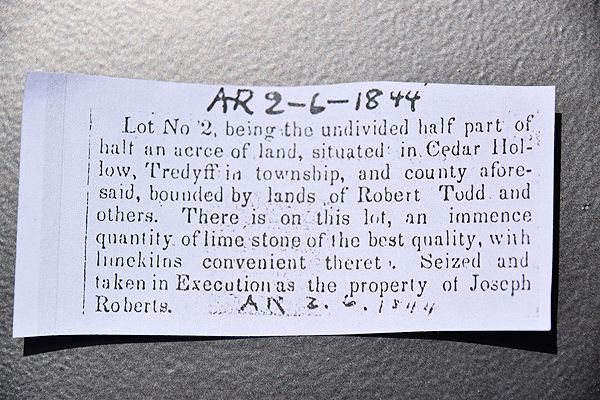 AR 2-6-1844
Lot No 2, being the undivided half part of
half an acree of land, situated in Cedar Hol-
low, Tredyffin township, and county afore-
said, bounded by lands of Robert Todd and
others. There is on this lot, an immence
quantity of lime stone of the best quality, with
limekilns convenient theret . Seized and
taken in Execution as the property of Joseph
Roberts. AR 2.6.1844